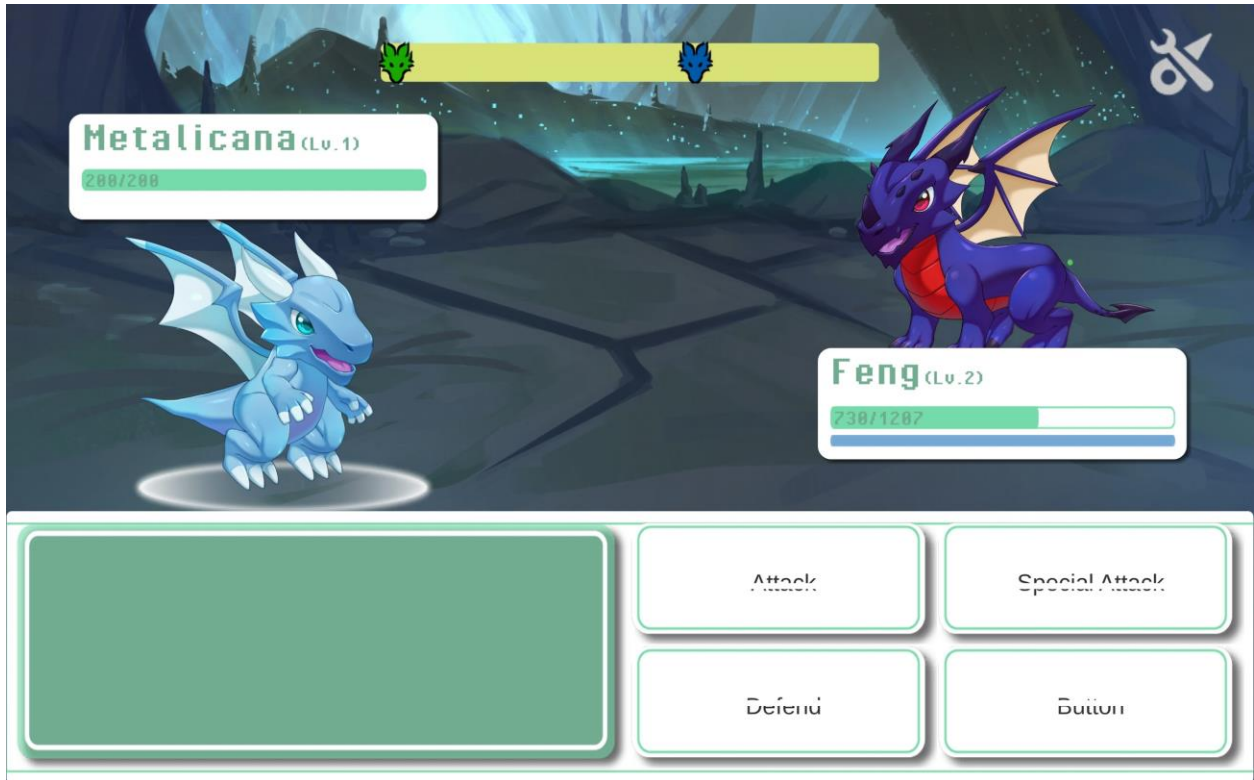 Metalicana (Lv.1)
200/200
Feng (Lv.2)
730/1207
Attack
Special Attack
Defend
Button